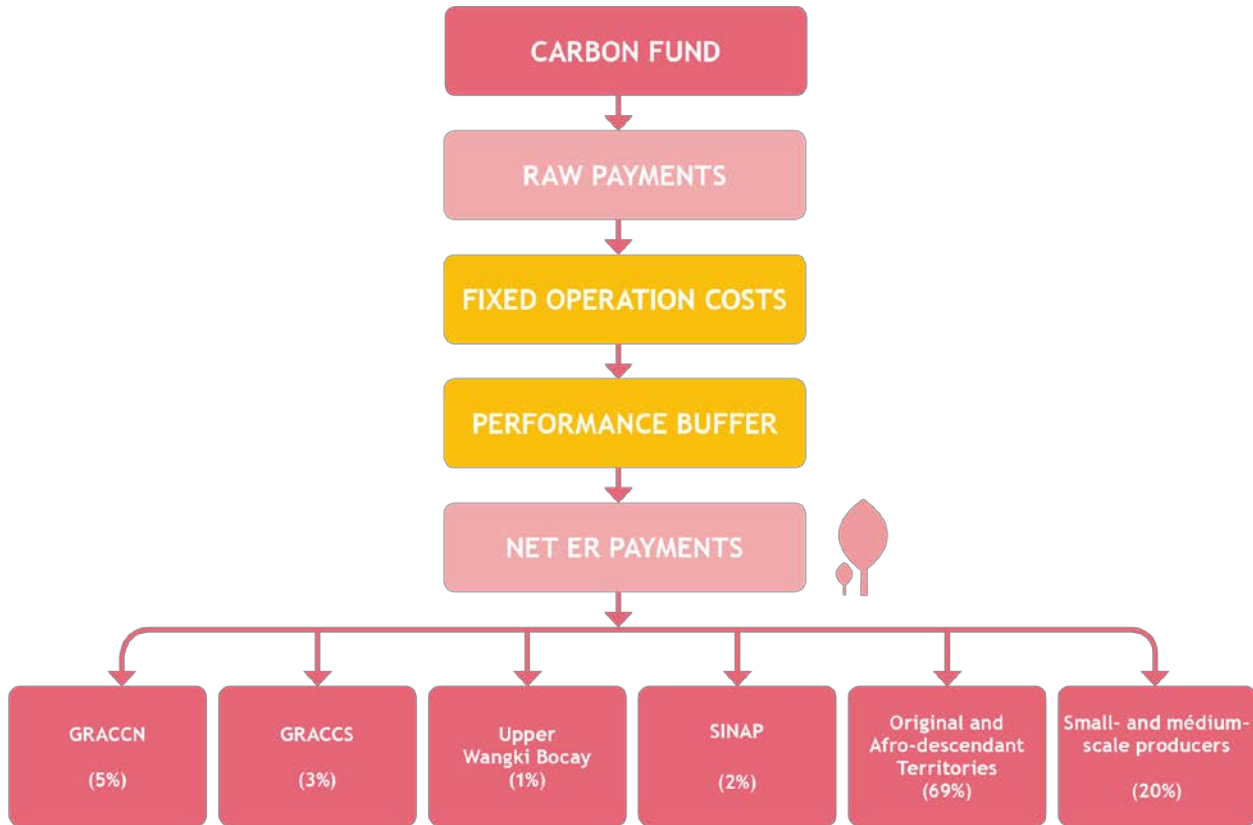 CARBON FUND
RAW PAYMENTS
FIXED OPERATION COSTS
PERFORMANCE BUFFER
NET ER PAYMENTS
GRACCN
(5%)
GRACCS
(3%)
Upper
Wangki Bocay
(1%)
SINAP
(2%)
Original and
Afro-descendant
Territories
(69%)
Small- and médium-
scale producers
(20%)